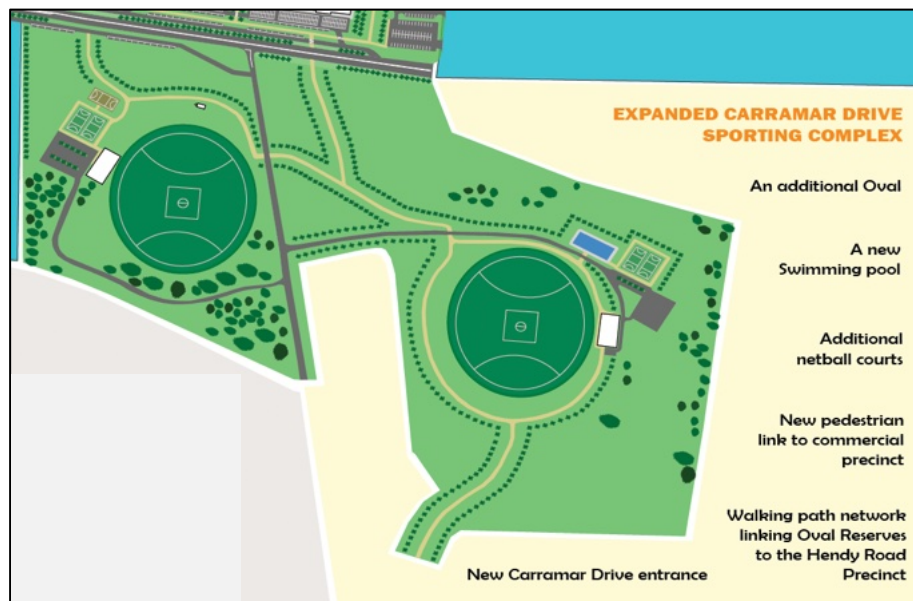 EXPANDED CARRAMAR DRIVE
SPORTING COMPLEX
An additional Oval
A new
Swimming pool
Additional
netball courts
New pedestrian
link to commercial
precinct
Walking path network
linking Oval Reserves
to the Hendy Road
Precinct
New Carramar Drive entrance